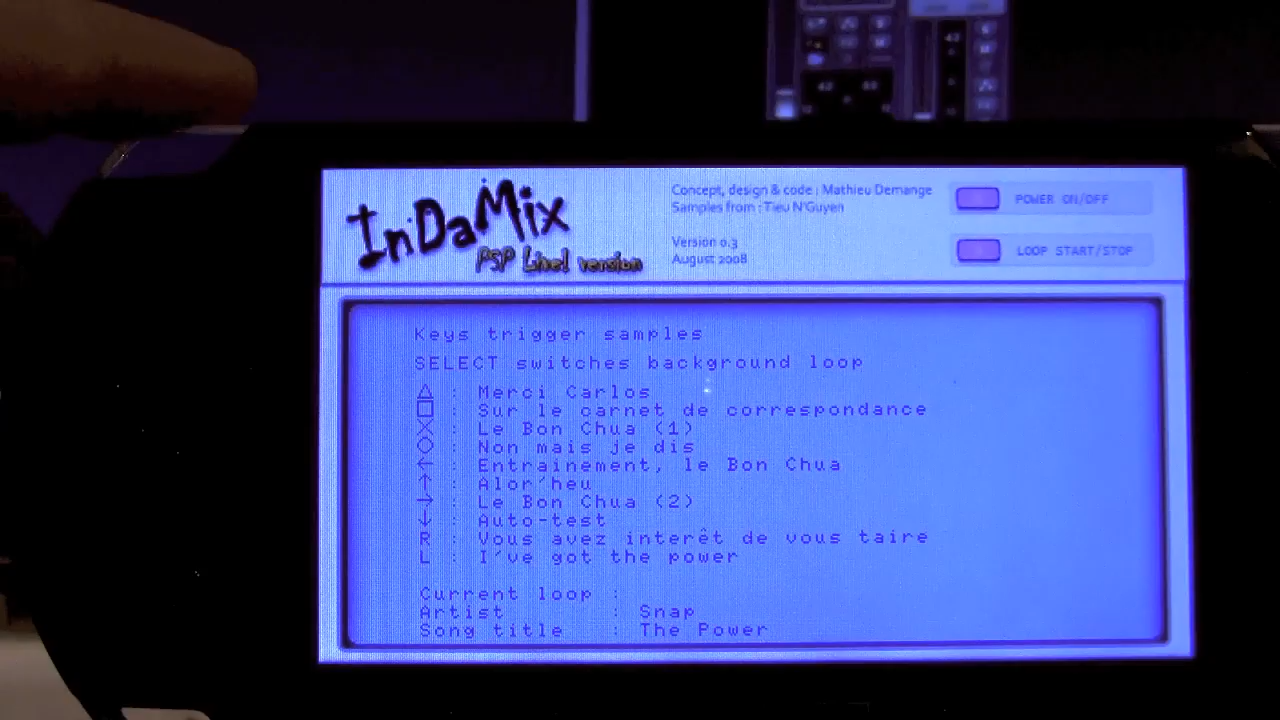 InDaMix
PSP Live! version
Concept, design & code : Mathieu Demange
Samples from : Tieu N'Guyen
Version 0.3
August 2008
POWER ON/OFF
LOOP START/STOP
Keys trigger samples
SELECT switches background loop
△ : Merci Carlos
□ : Sur le carnet de correspondance
╳ : Le Bon Chua (1)
○ : Non mais je dis
← : Entrainement, le Bon Chua
↑ : Alor'heu
→ : Le Bon Chua (2)
↓ : Auto-test
R : Vous avez interêt de vous taire
L : I've got the power
Current loop :
Artist : Snap
Song title : The Power